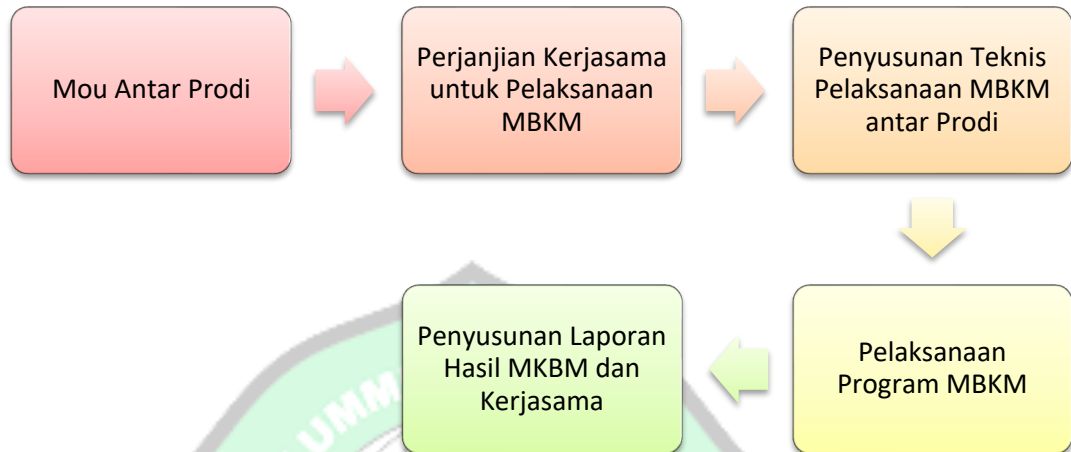 Mou Antar Prodi
Perjanjian Kerjasama
untuk Pelaksanaan
MBKM
Penyusunan Teknis
Pelaksanaan MBKM
antar Prodi
Pelaksanaan
Program MBKM
Penyusunan Laporan
Hasil MKBM dan
Kerjasama
UMM